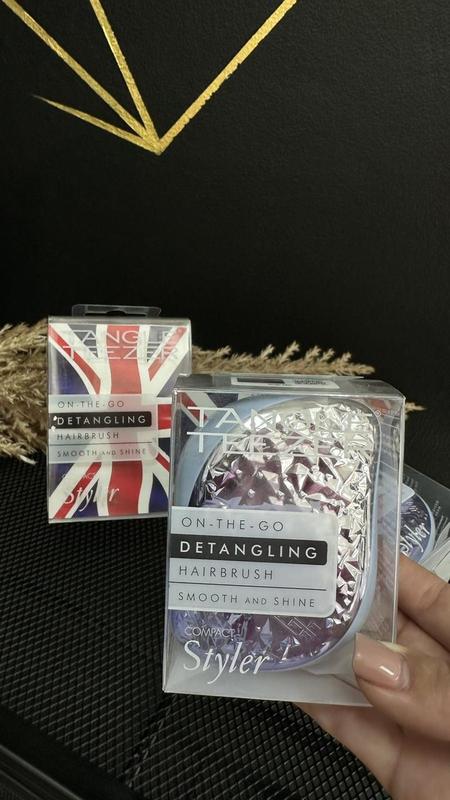 TANGLE
TEEZER
ON-THE-GO
DETANGLING
HAIRBRUSH
SMOOTH AND SHINE
Styler
TANGLE
TEEZER
ON-THE-GO
DETANGLING
HAIRBRUSH
SMOOTH AND SHINE
COMPACT
Styler